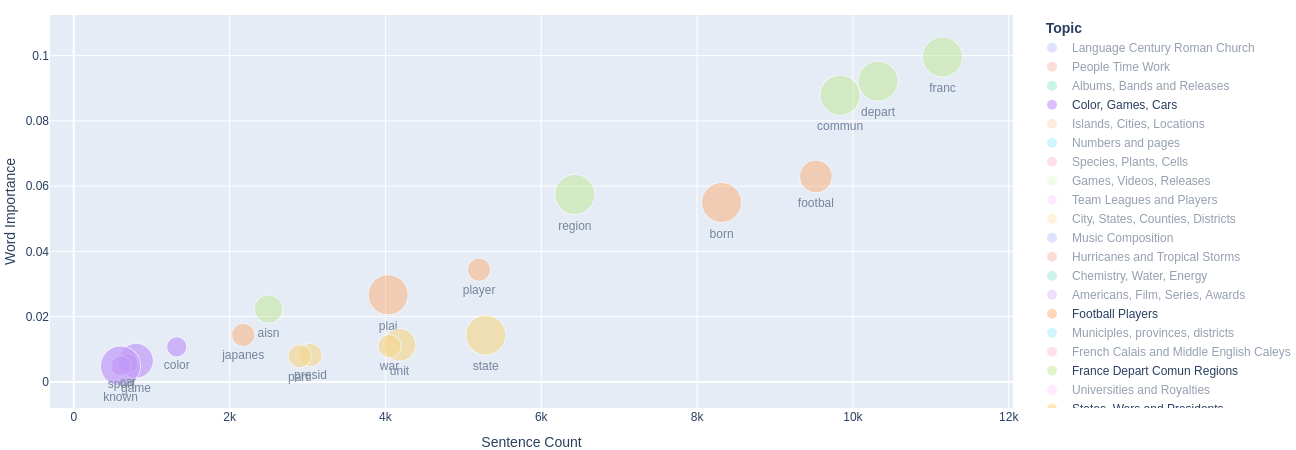 Topic
Language Century Roman Church
People Time Work
Albums, Bands and Releases
Color, Games, Cars
Islands, Cities, Locations
Numbers and pages
Species, Plants, Cells
Games, Videos, Releases
Team Leagues and Players
City, States, Counties, Districts
Music Composition
Hurricanes and Tropical Storms
Chemistry, Water, Energy
Americans, Film, Series, Awards
Football Players
Municiples, provinces, districts
French Calais and Middle English Caleys
France Depart Comun Regions
Universities and Royalties
States, Wars and Presidents
Word Importance
0.1
0.08
0.06
0.04
0.02
0
franc
depart
commun
footbal
region
born
player
plai
aisn
japanes
color
state
war
unit
presid
part
game
car
known
0
2k
4k
6k
8k
10k
12k
Sentence Count